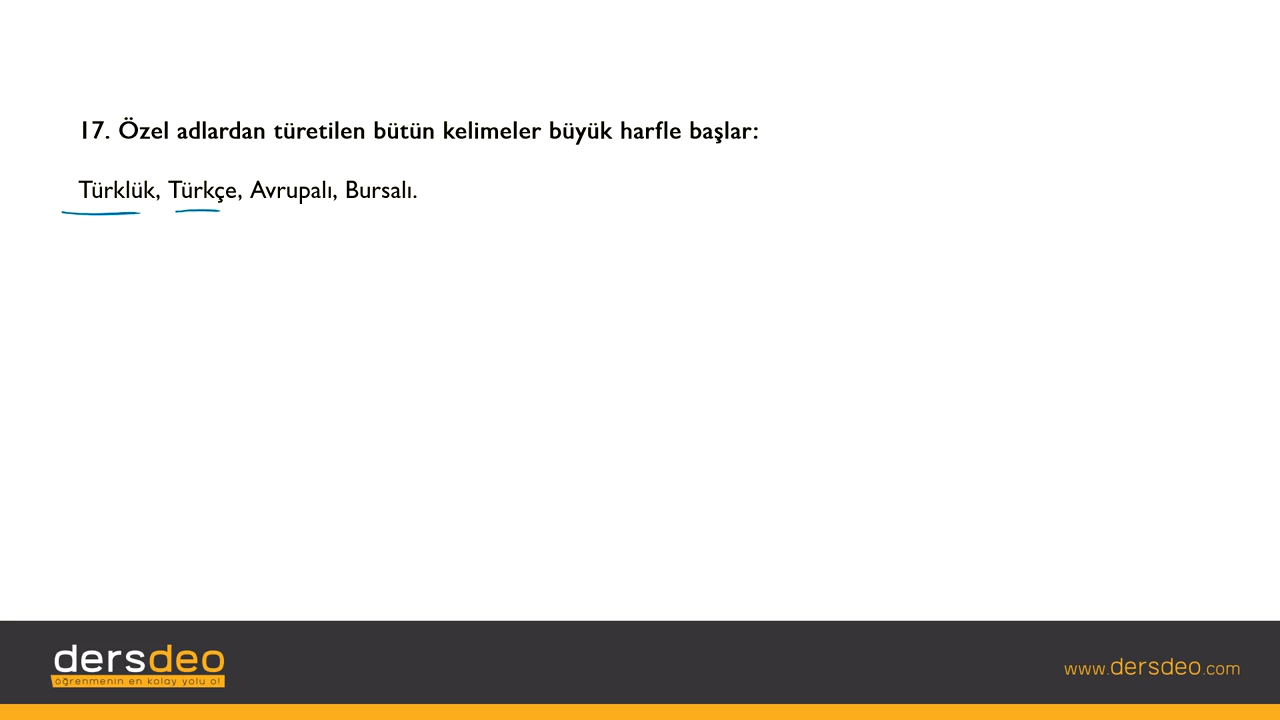 17. Özel adlardan türetilen bütün kelimeler büyük harfle başlar:
Türklük, Türkçe, Avrupalı, Bursalı.
dersdeo
öğrenmenin en kolay yolu o!
www.dersdeo.com